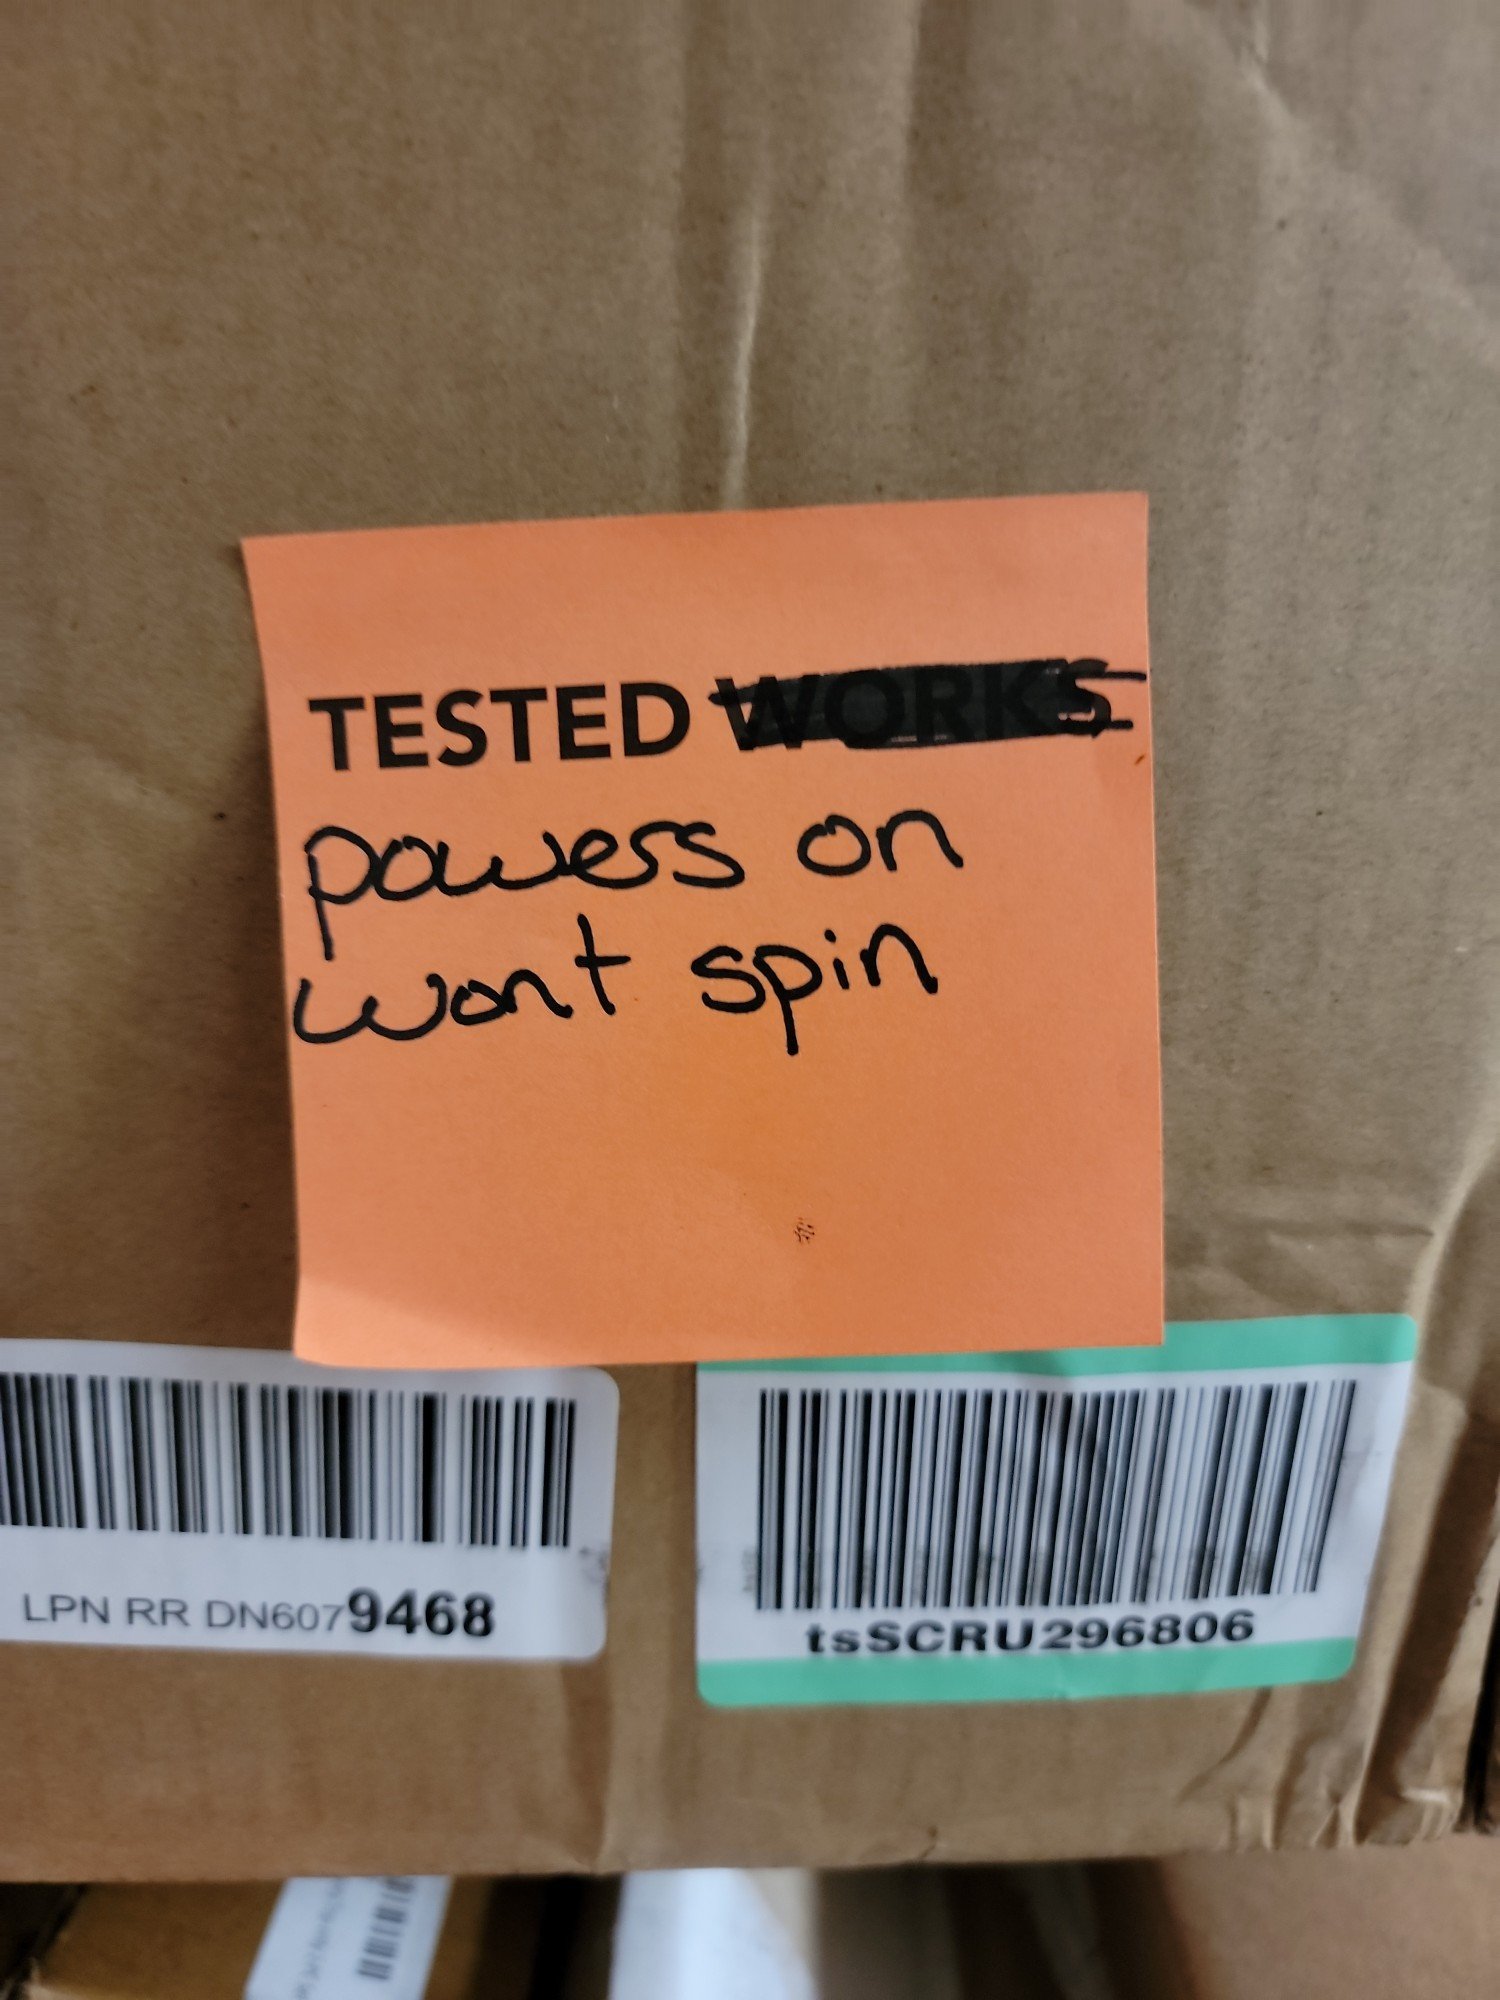 TESTED WORKS
powers on
wont spin
LPN RR DN6079468
tsSCRU296806